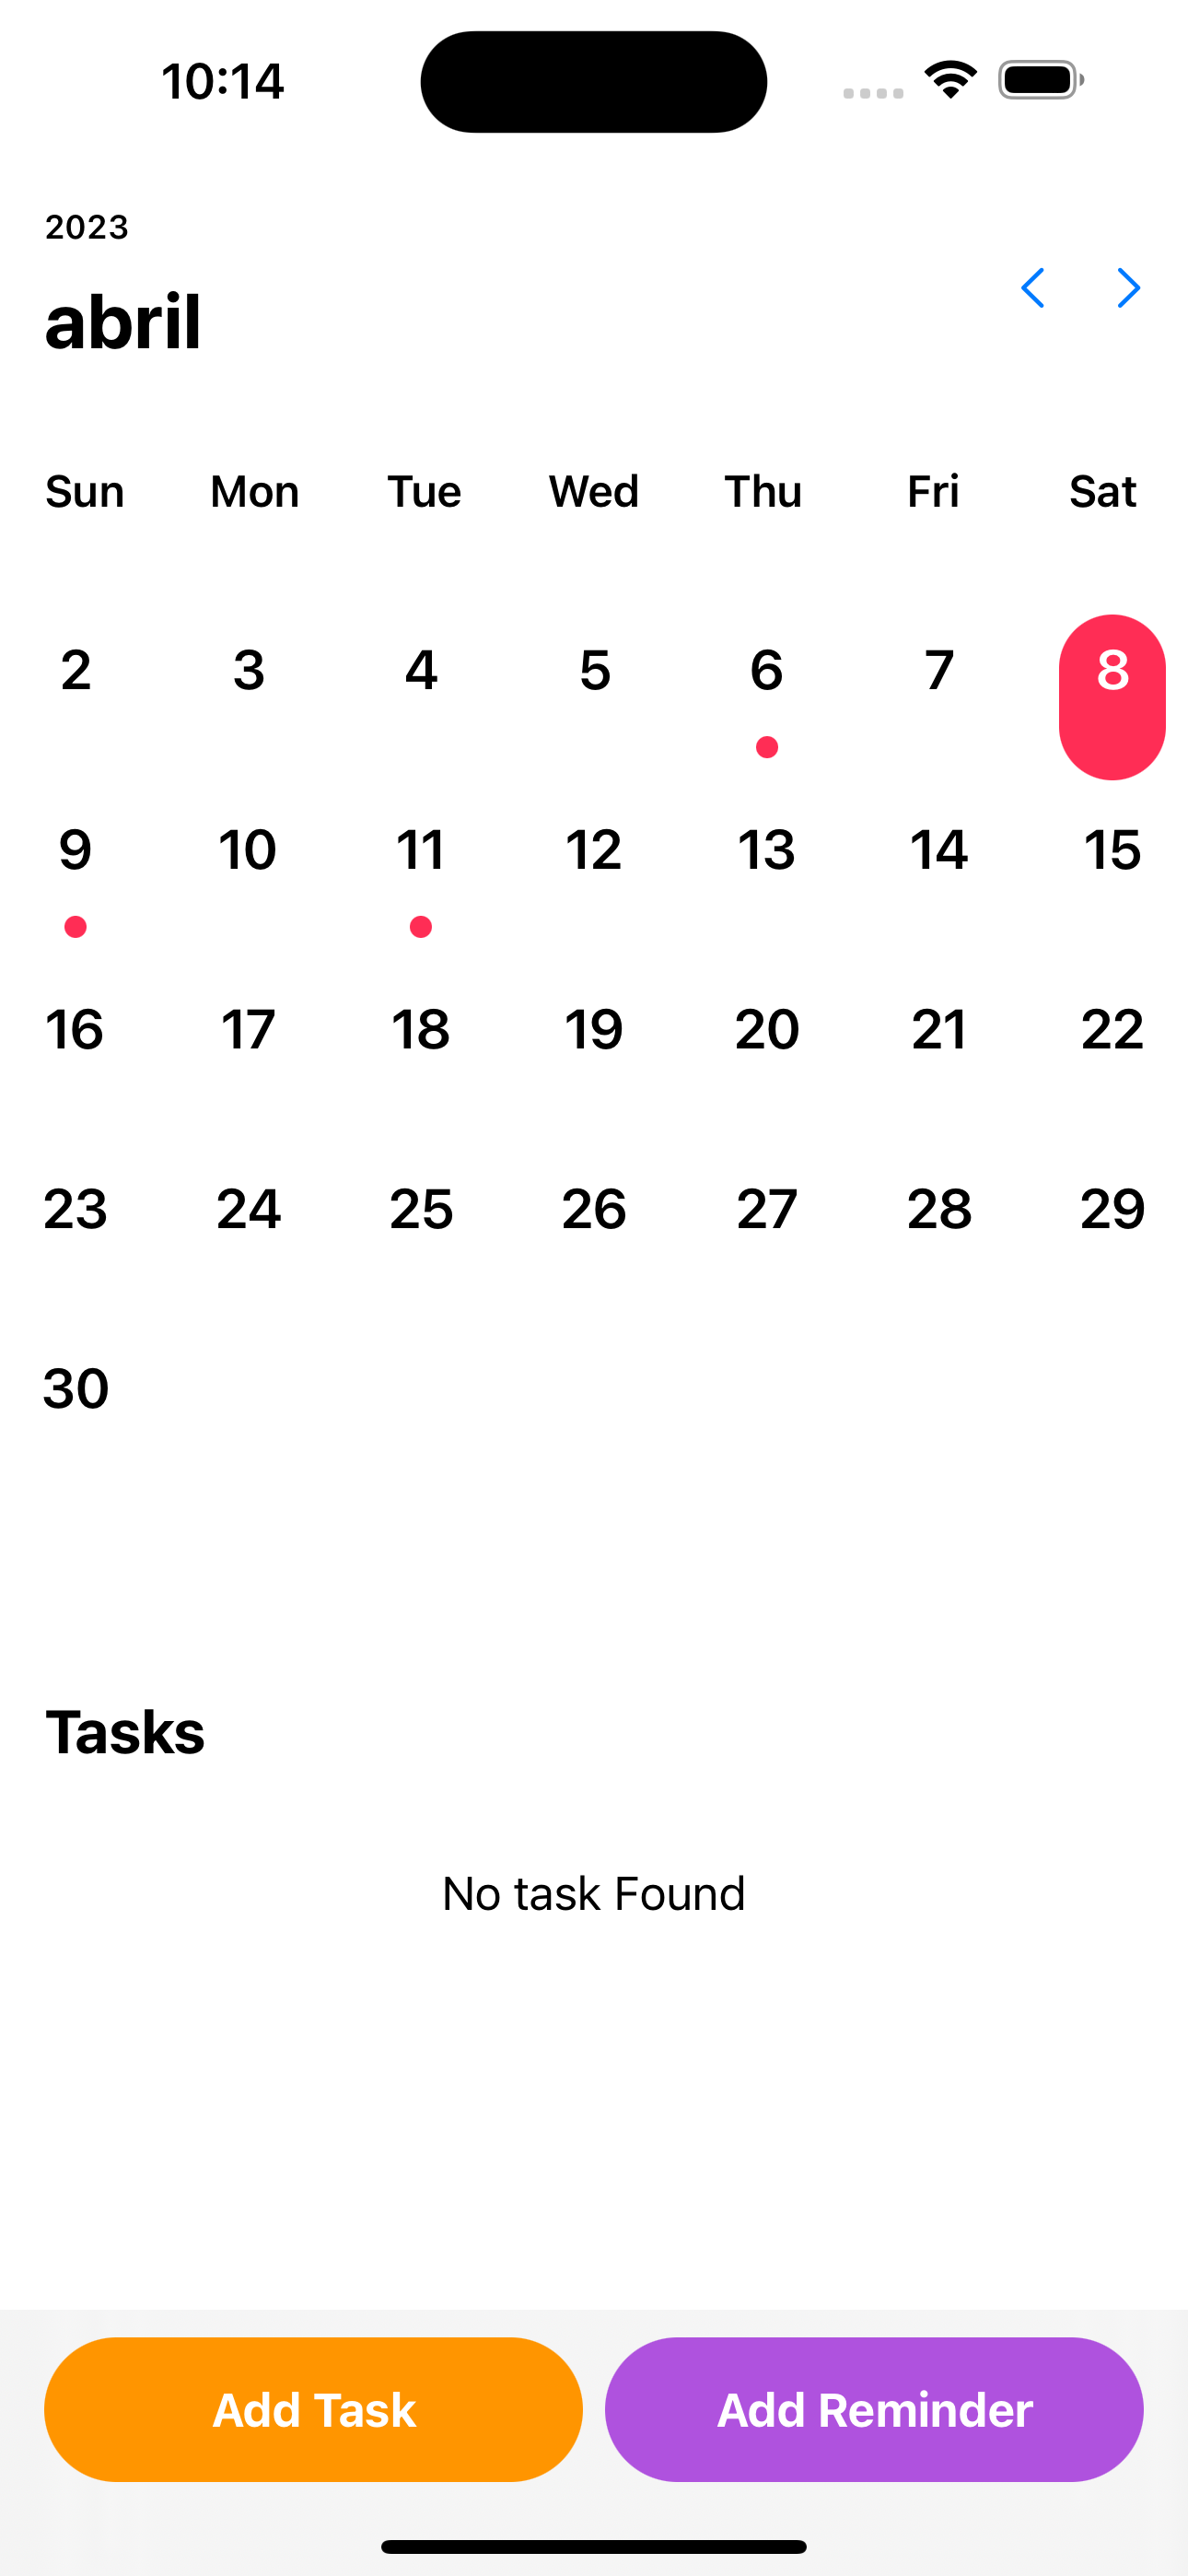 10:14
2023
abril
Sun Mon Tue Wed Thu Fri Sat
2 3 4 5 6 7 8
9 10 11 12 13 14 15
16 17 18 19 20 21 22
23 24 25 26 27 28 29
30
Tasks
No task Found
Add Task Add Reminder